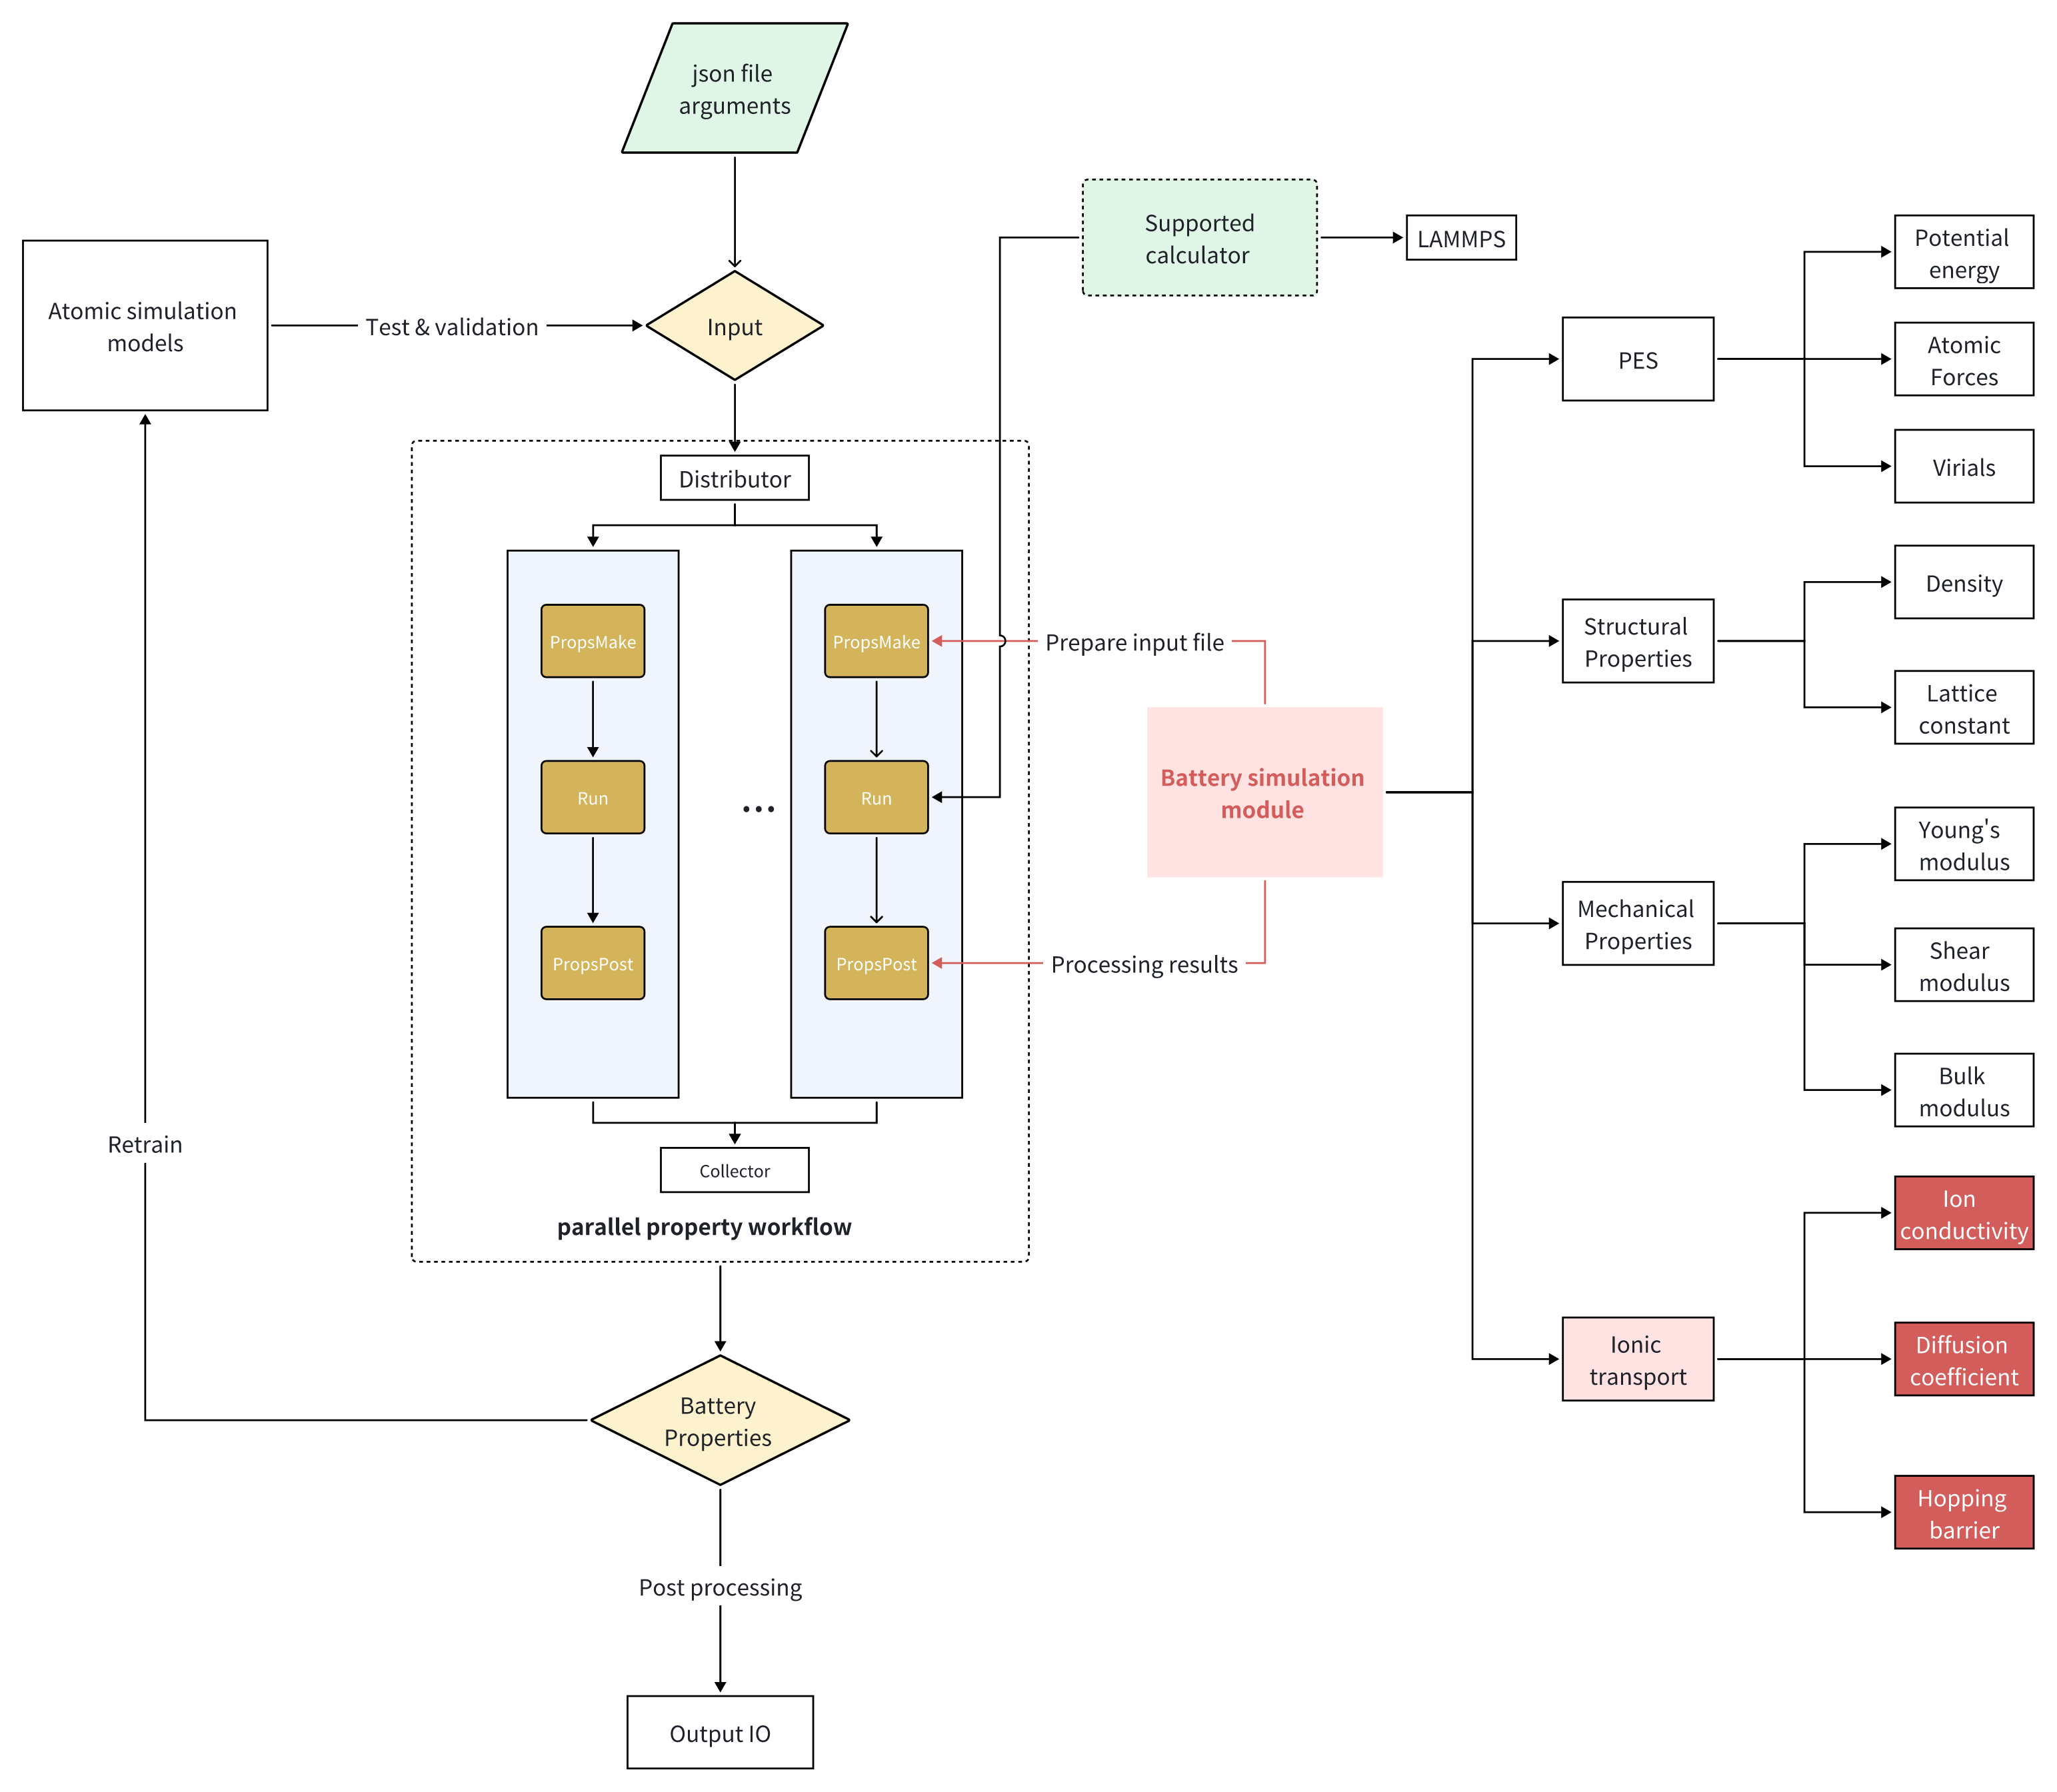 json file
arguments
Supported
calculator
LAMMPS
Atomic simulation
models
Test & validation
Input
Distributor
PropsMake
Run
PropsPost
...
PropsMake
Run
PropsPost
Collector
parallel property workflow
Prepare input file
Battery simulation
module
Processing results
Retrain
Battery
Properties
Post processing
Output IO
PES
Potential
energy
Atomic
Forces
Virials
Structural
Properties
Density
Lattice
constant
Mechanical
Properties
Young's
modulus
Shear
modulus
Bulk
modulus
Ionic
transport
Ion
conductivity
Diffusion
coefficient
Hopping
barrier